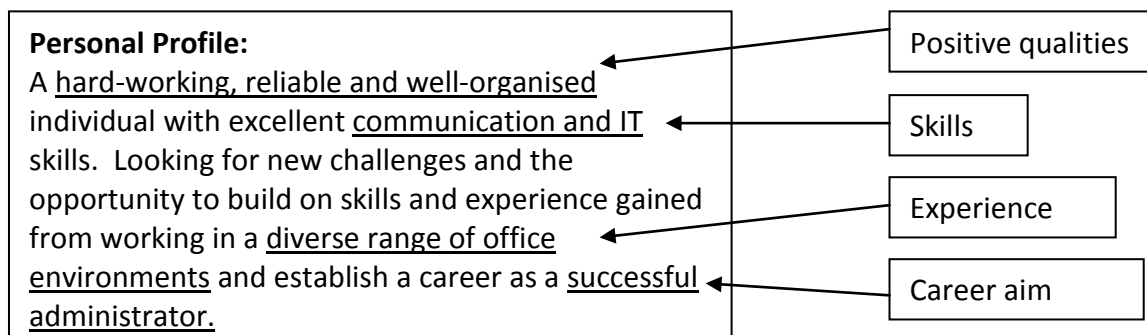 Personal Profile:
A hard-working, reliable and well-organised
individual with excellent communication and IT
skills.  Looking for new challenges and the
opportunity to build on skills and experience gained
from working in a diverse range of office
environments and establish a career as a successful
administrator.
Positive qualities
Skills
Experience
Career aim